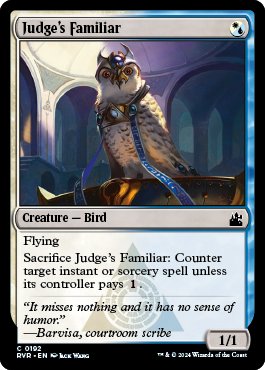 Judge's Familiar
Creature — Bird
Flying
Sacrifice Judge's Familiar: Counter
target instant or sorcery spell unless
its controller pays 1
"It misses nothing and it has no sense of
humor."
—Barvisa, courtroom scribe
1/1
C 0192
RVR • EN Jack Wang
™ & © 2024 Wizards of the Coast